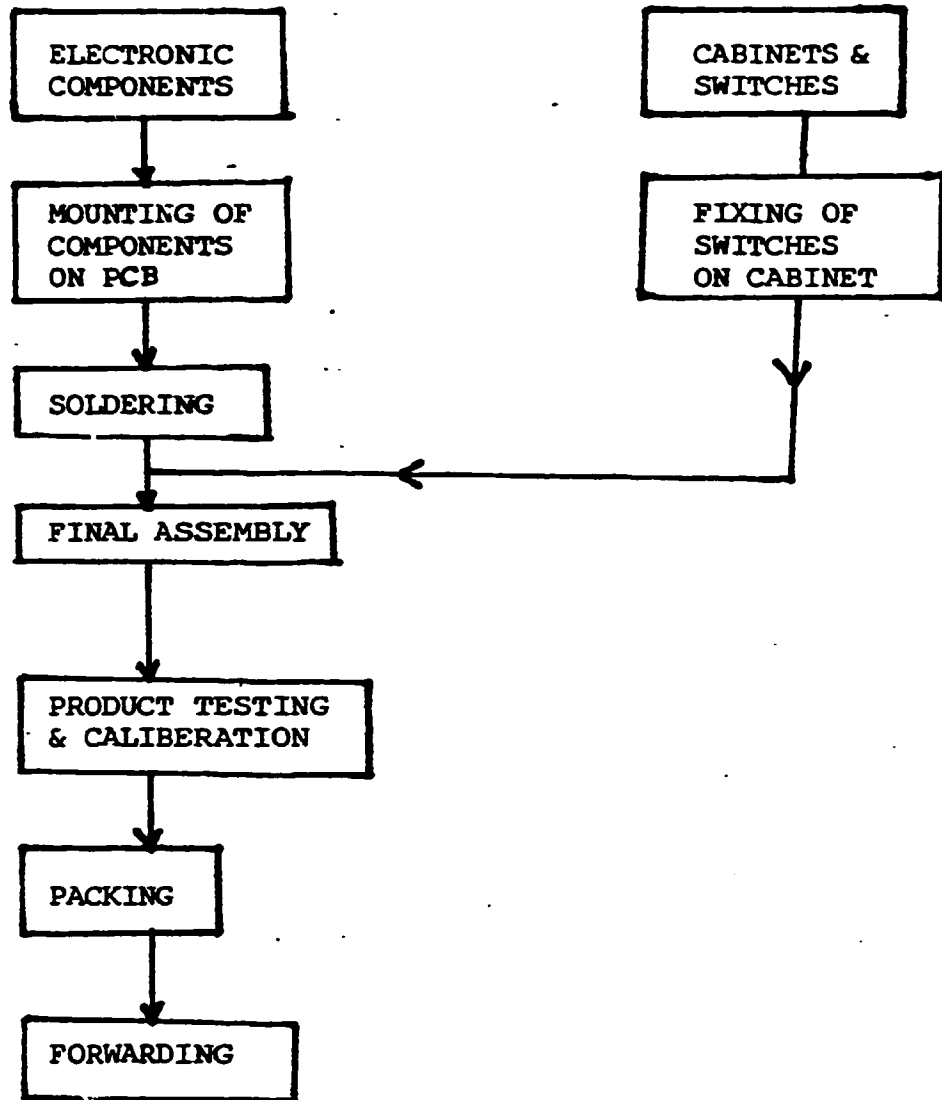 ELECTRONIC
COMPONENTS
CABINETS &
SWITCHES
MOUNTING OF
COMPONENTS
ON PCB
FIXING OF
SWITCHES
ON CABINET
SOLDERING
FINAL ASSEMBLY
PRODUCT TESTING
& CALIBERATION
PACKING
FORWARDING